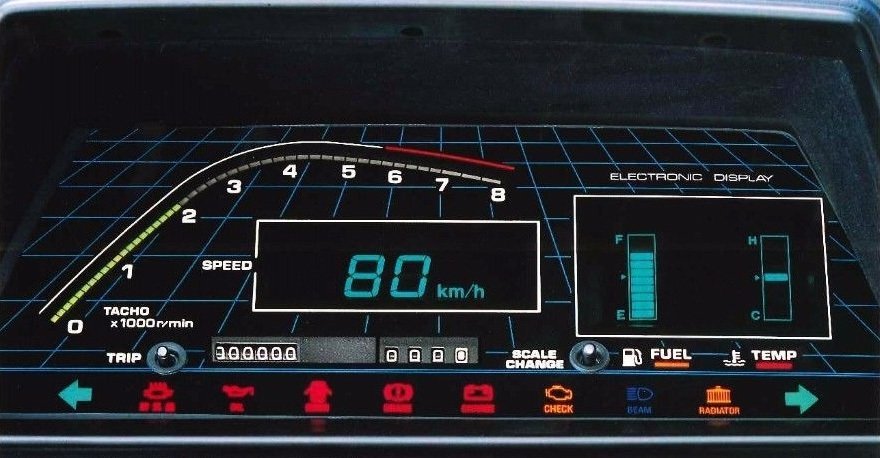 ELECTRONIC DISPLAY
0 1 2 3 4 5 6 7 8
TACHO
x1000r/min
SPEED
80 km/h
F
E
H
C
TRIP
000000
0000
SCALE
CHANGE
FUEL
TEMP
CHECK
BEAM
RADIATOR